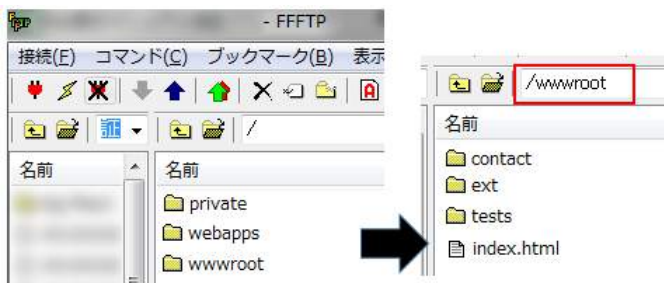 - FFFTP
接続(F) コマンド(C) ブックマーク(B) 表示
/
名前
名前
private
webapps
wwwroot
/wwwroot
名前
contact
ext
tests
index.html